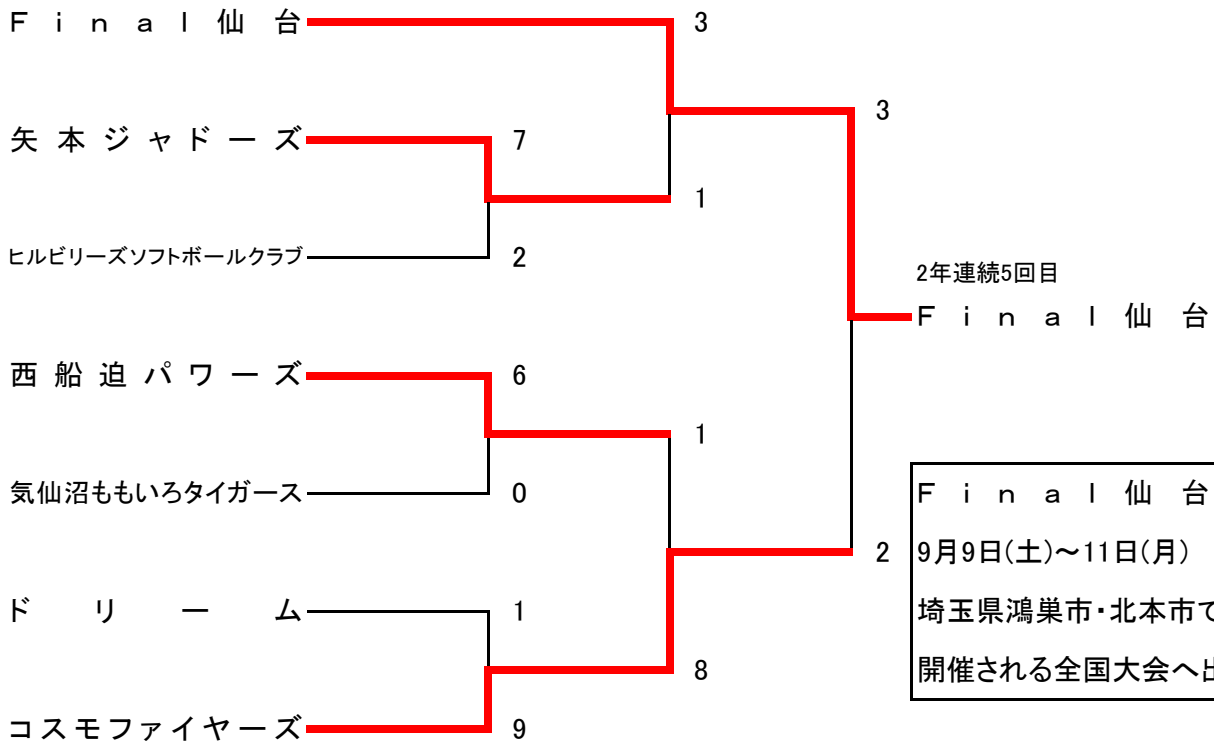 Final仙台
3
3
矢本ジャドーズ
7
1
ヒルビリーズソフトボールクラブ
2
2年連続5回目
Final仙台
西船迫パワーズ
6
1
気仙沼ももいろタイガース
0
Final仙台
2
9月9日(土)～11日(月)
埼玉県鴻巣市・北本市で
開催される全国大会へ出
ドリーム
1
8
コスモファイヤーズ
9